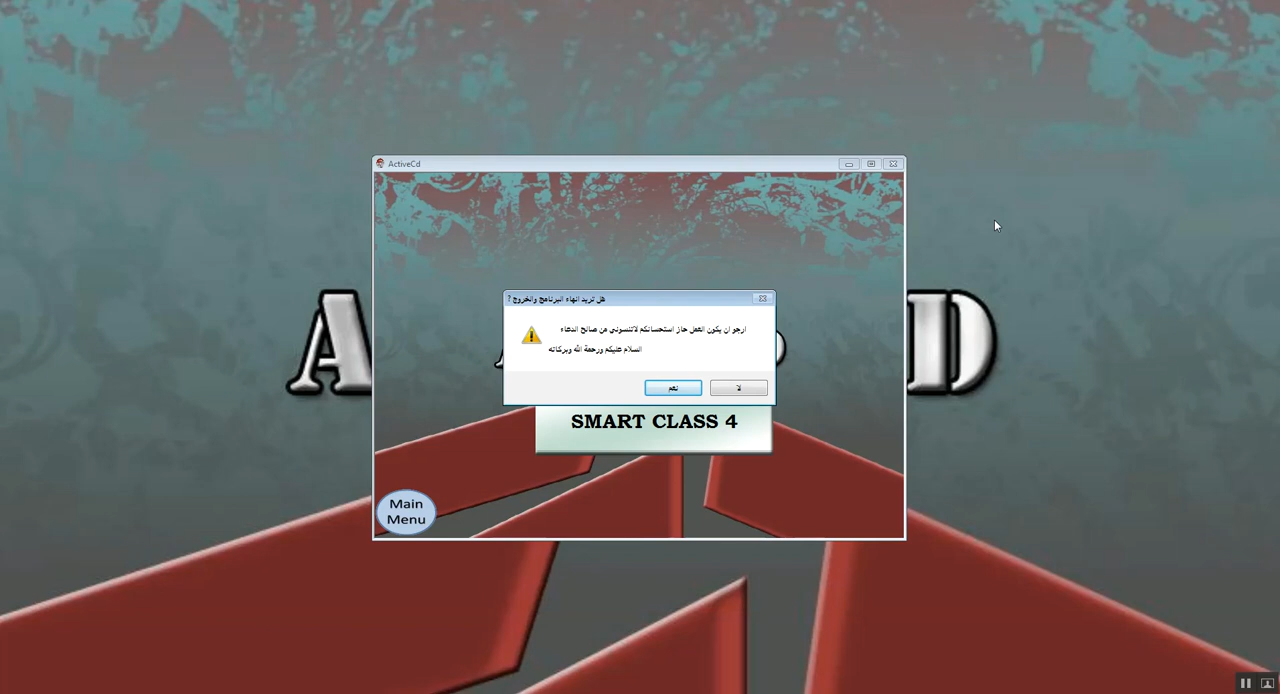 ActiveCd
هل تريد انهاء البرنامج والخروج ?
ارجو ان يكون العمل حاز استحسانكم لاتنسوني من صالح الدعاء
السلام عليكم ورحمة الله وبركاته
نعم
لا
SMART CLASS 4
Main
Menu
A
D